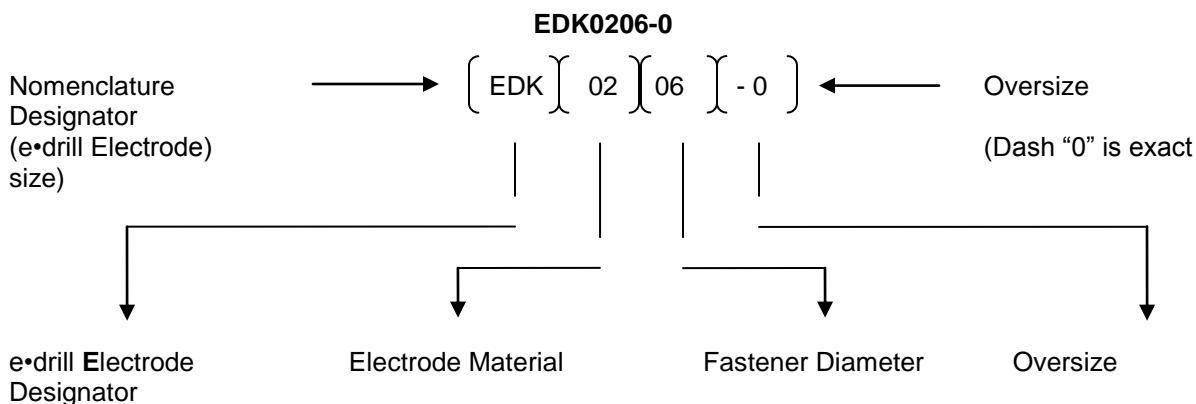 EDK0206-0
Nomenclature
Designator
(e•drill Electrode)
size)
EDK 02 06 - 0
Oversize
(Dash “0” is exact
e•drill Electrode
Designator
Electrode Material
Fastener Diameter
Oversize